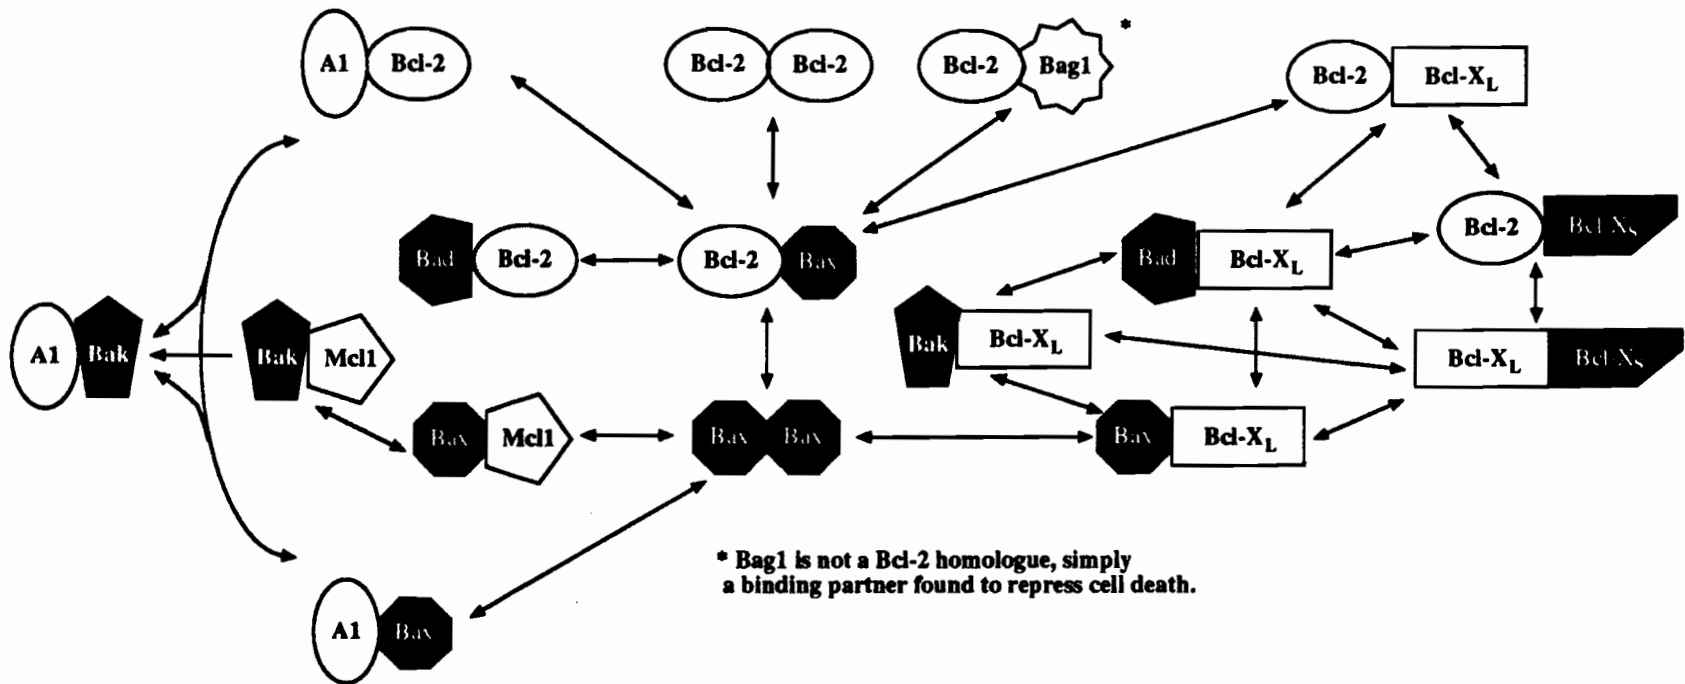 A1 Bcl-2
Bcl-2 Bcl-2
Bcl-2 Bag1 *
Bcl-2 Bcl-XL
Bad Bcl-2
Bcl-2 Bax
Bad Bcl-XL
Bcl-2 Bcl-XS
A1 Bak
Bak Mcl1
Bak Bcl-XL
Bcl-XL Bcl-XS
Bax Mcl1
Bax Bax
Bax Bcl-XL
* Bag1 is not a Bcl-2 homologue, simply
a binding partner found to repress cell death.
A1 Bax